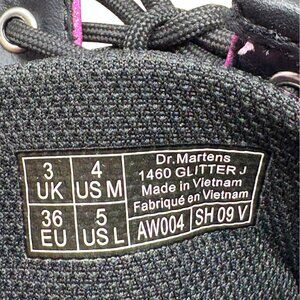 3 UK
4 US M
36 EU
5 US L
Dr.Martens
1460 GLITTER J
Made in Vietnam
Fabriqué en Vietnam
AW004
SH 09 V